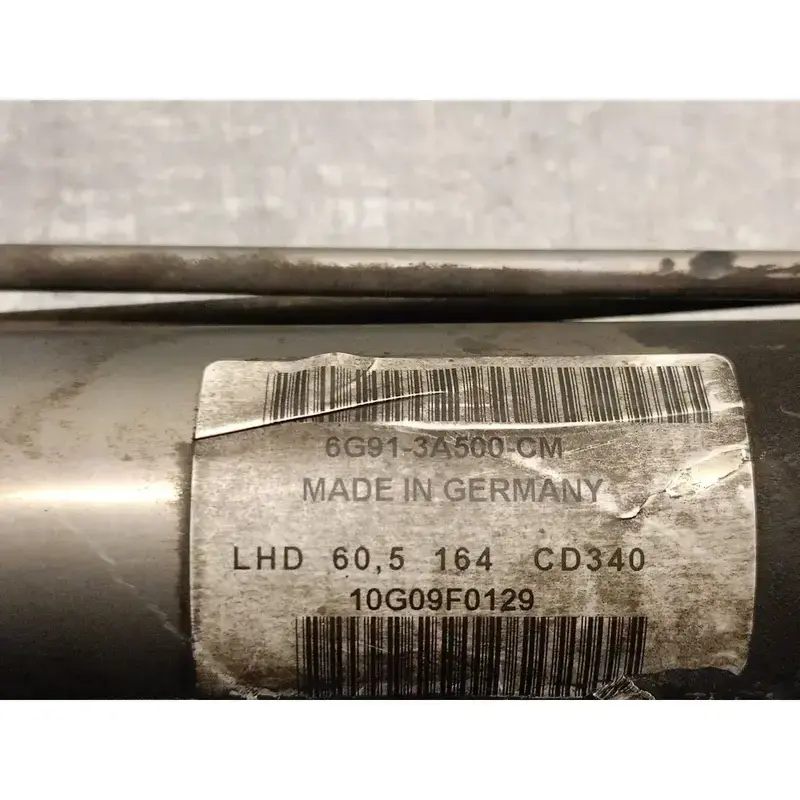 6G91-3A500-CM
MADE IN GERMANY
LHD 60,5 164 CD340
10G09F0129